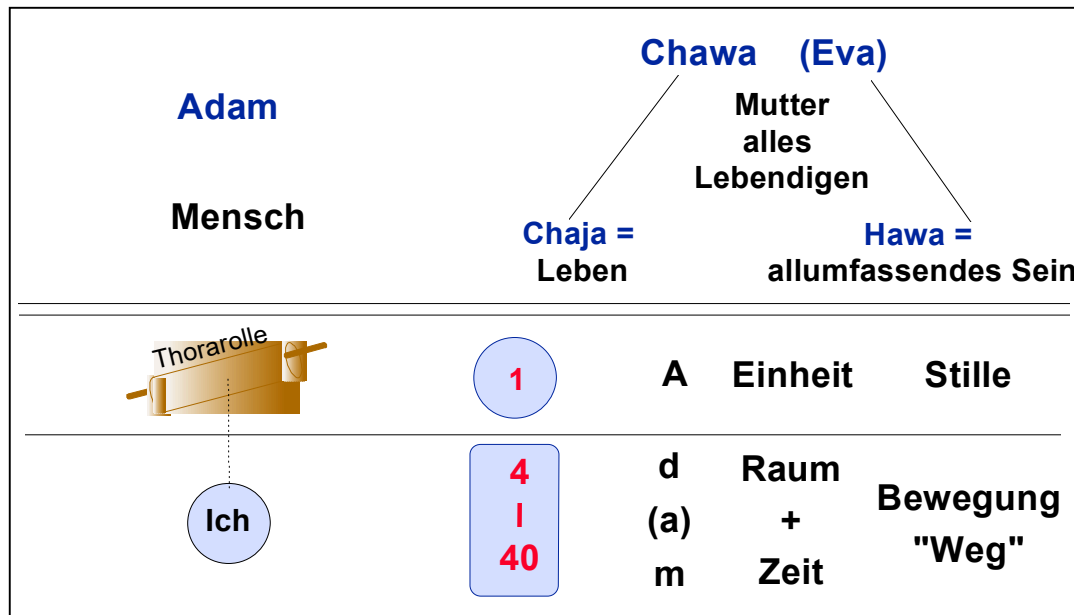 Chawa (Eva)
Adam
Mutter
alles
Lebendigen
Mensch
Chaja =
Leben
Hawa =
allumfassendes Sein
Thorarolle
1
A
Einheit
Stille
Ich
4
I
40
d
(a)
m
Raum
+
Zeit
Bewegung
"Weg"